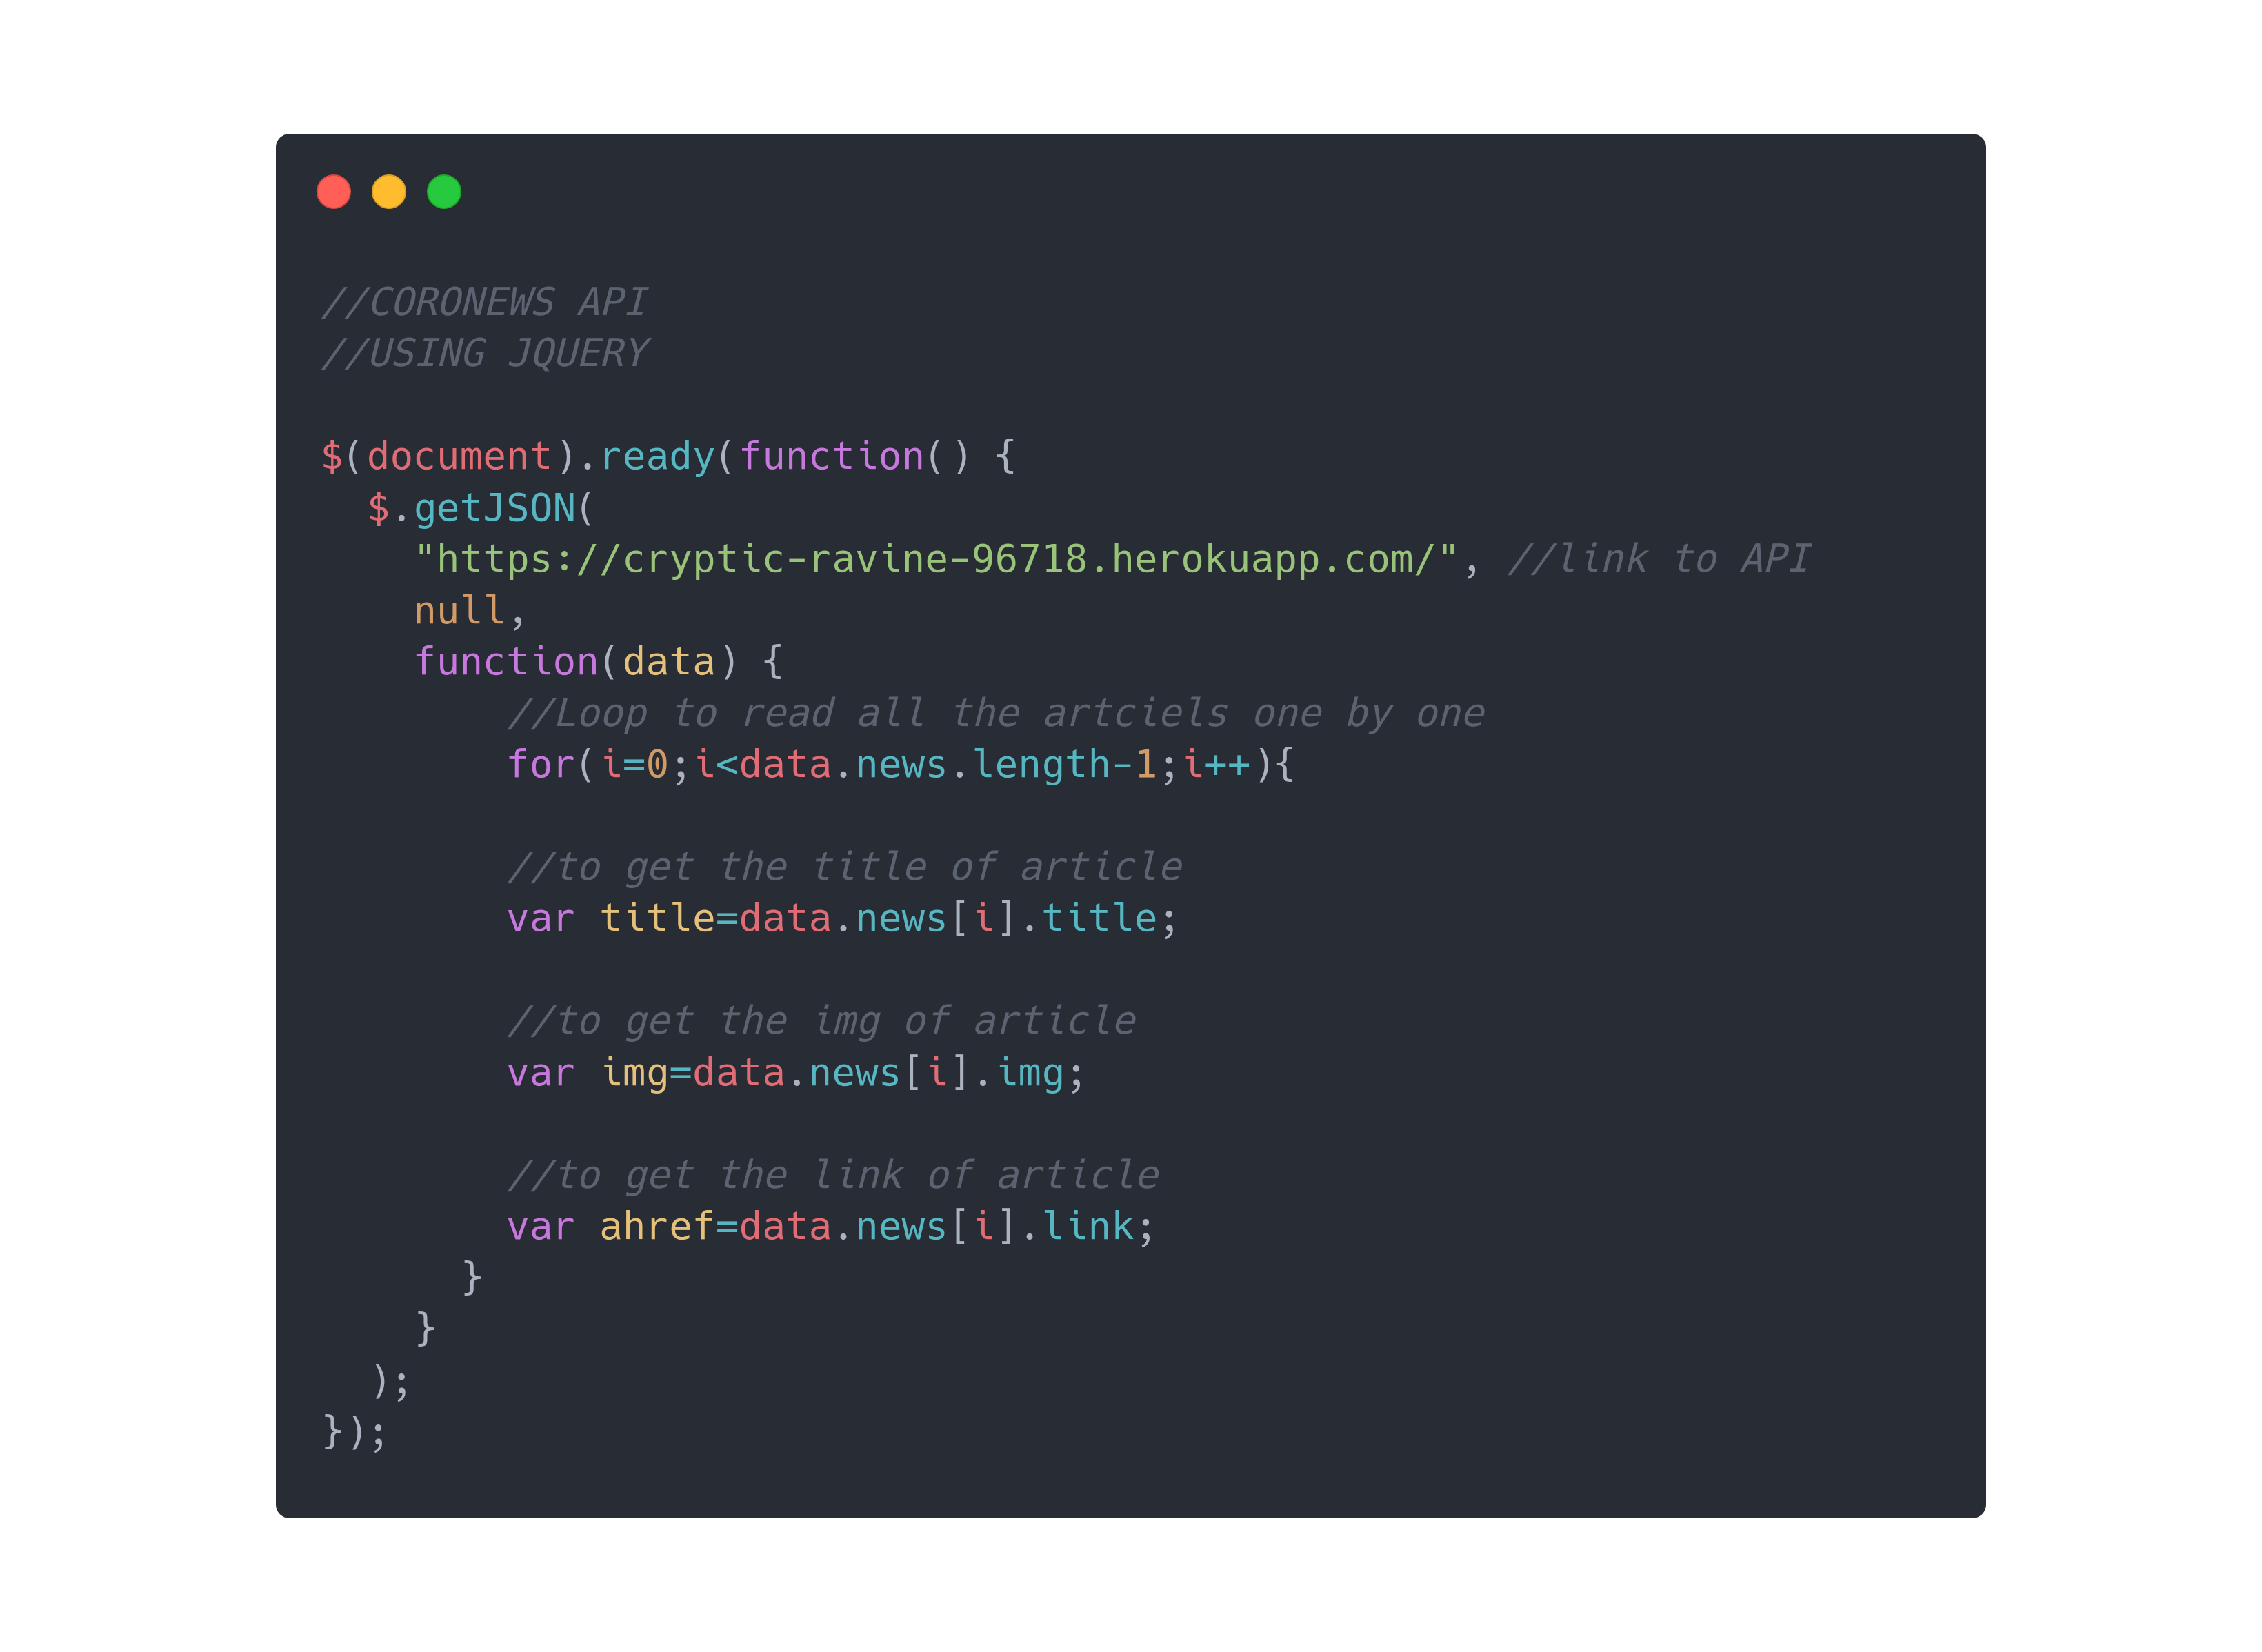 //CORONEWS API
//USING JQUERY
$(document).ready(function() {
$.getJSON(
"https://cryptic-ravine-96718.herokuapp.com/", //link to API
null,
function(data) {
//Loop to read all the artciels one by one
for(i=0;i<data.news.length-1;i++){
//to get the title of article
var title=data.news[i].title;
//to get the img of article
var img=data.news[i].img;
//to get the link of article
var ahref=data.news[i].link;
}
}
);
});